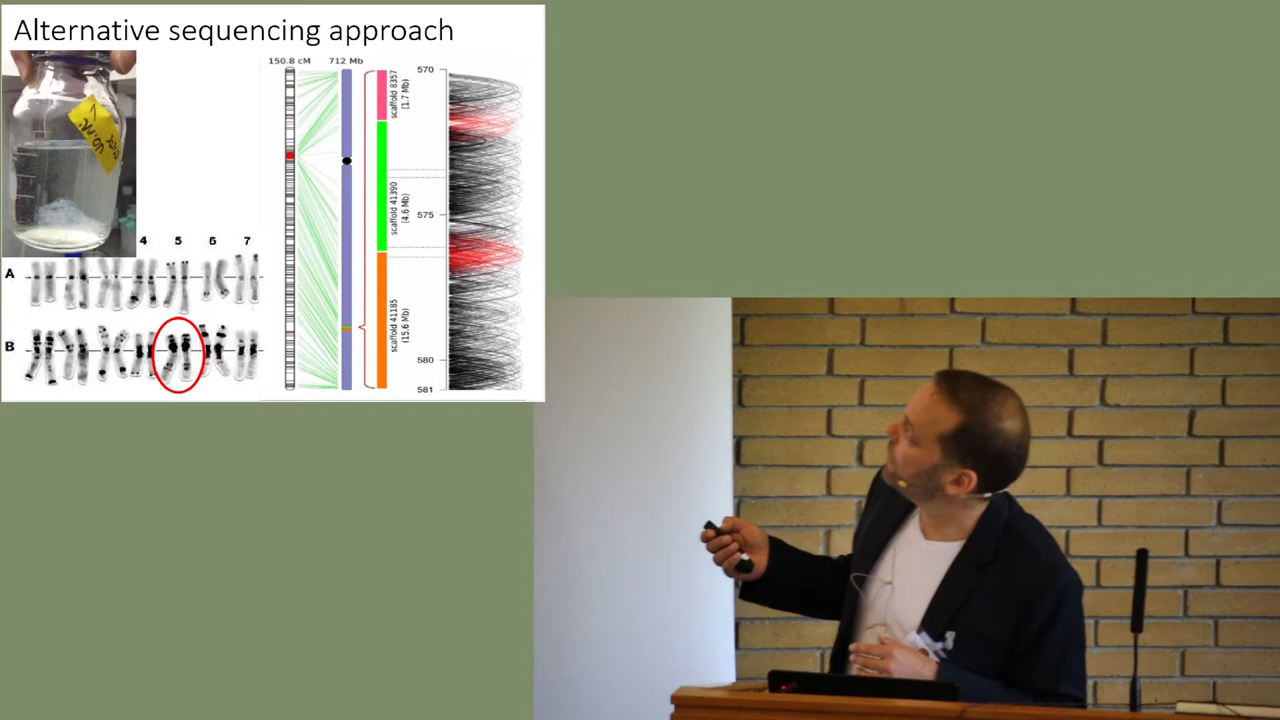 Alternative sequencing approach
150.8 cM 712 Mb
570
575
580
581
scaffold 8357
(1.7 Mb)
scaffold 41390
(4.6 Mb)
scaffold 41185
(15.6 Mb)
4 5 6 7
A
B